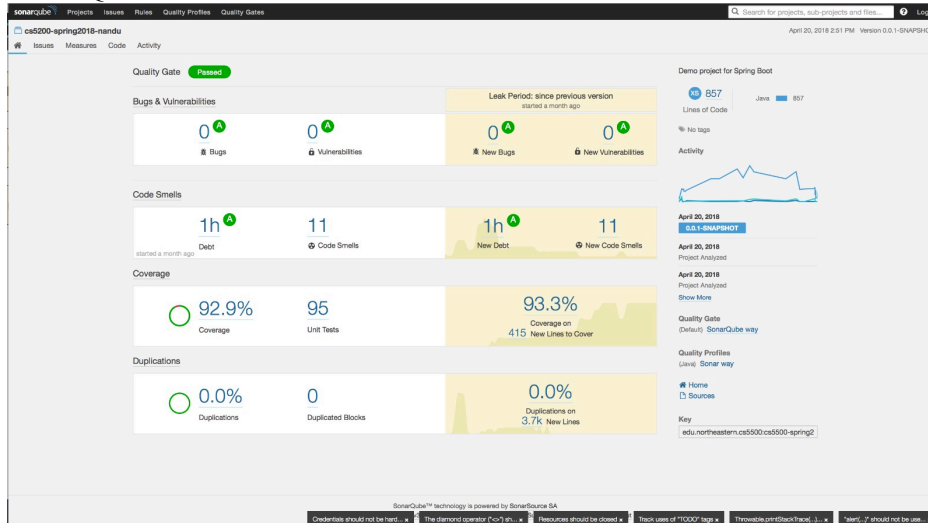 sonarqube Projects Issues Rules Quality Profiles Quality Gates Search for projects, sub-projects and files... ? Log
cs5200-spring2018-nandu April 20, 2018 2:51 PM Version 0.0.1-SNAPSHO
Issues Measures Code Activity
Quality Gate Passed
Bugs & Vulnerabilities
Leak Period: since previous version
started a month ago
0 A 0 A 0 A 0 A
Bugs Vulnerabilities New Bugs New Vulnerabilities
Code Smells
1h A 11 1h A 11
Debt Code Smells New Debt New Code Smells
started a month ago
Coverage
92.9% 95 93.3%
Coverage Unit Tests Coverage on
415 New Lines to Cover
Duplications
0.0% 0 0.0%
Duplications Duplicated Blocks Duplications on
3.7k New Lines
Demo project for Spring Boot
XS 857 Java 857
Lines of Code
No tags
Activity
April 20, 2018
0.0.1-SNAPSHOT
April 20, 2018
Project Analyzed
April 20, 2018
Project Analyzed
Show More
Quality Gate
(Default) SonarQube way
Quality Profiles
(Java) Sonar way
Home
Sources
Key
edu.northeastern.cs5500:cs5500-spring2
SonarQube™ technology is powered by SonarSource SA
Credentials should not be hard... x The diamond operator ("<>") sh... x Resources should be closed x Track uses of "TODO" tags x Throwable.printStackTrace(...)... x "alert(...)" should not be use...